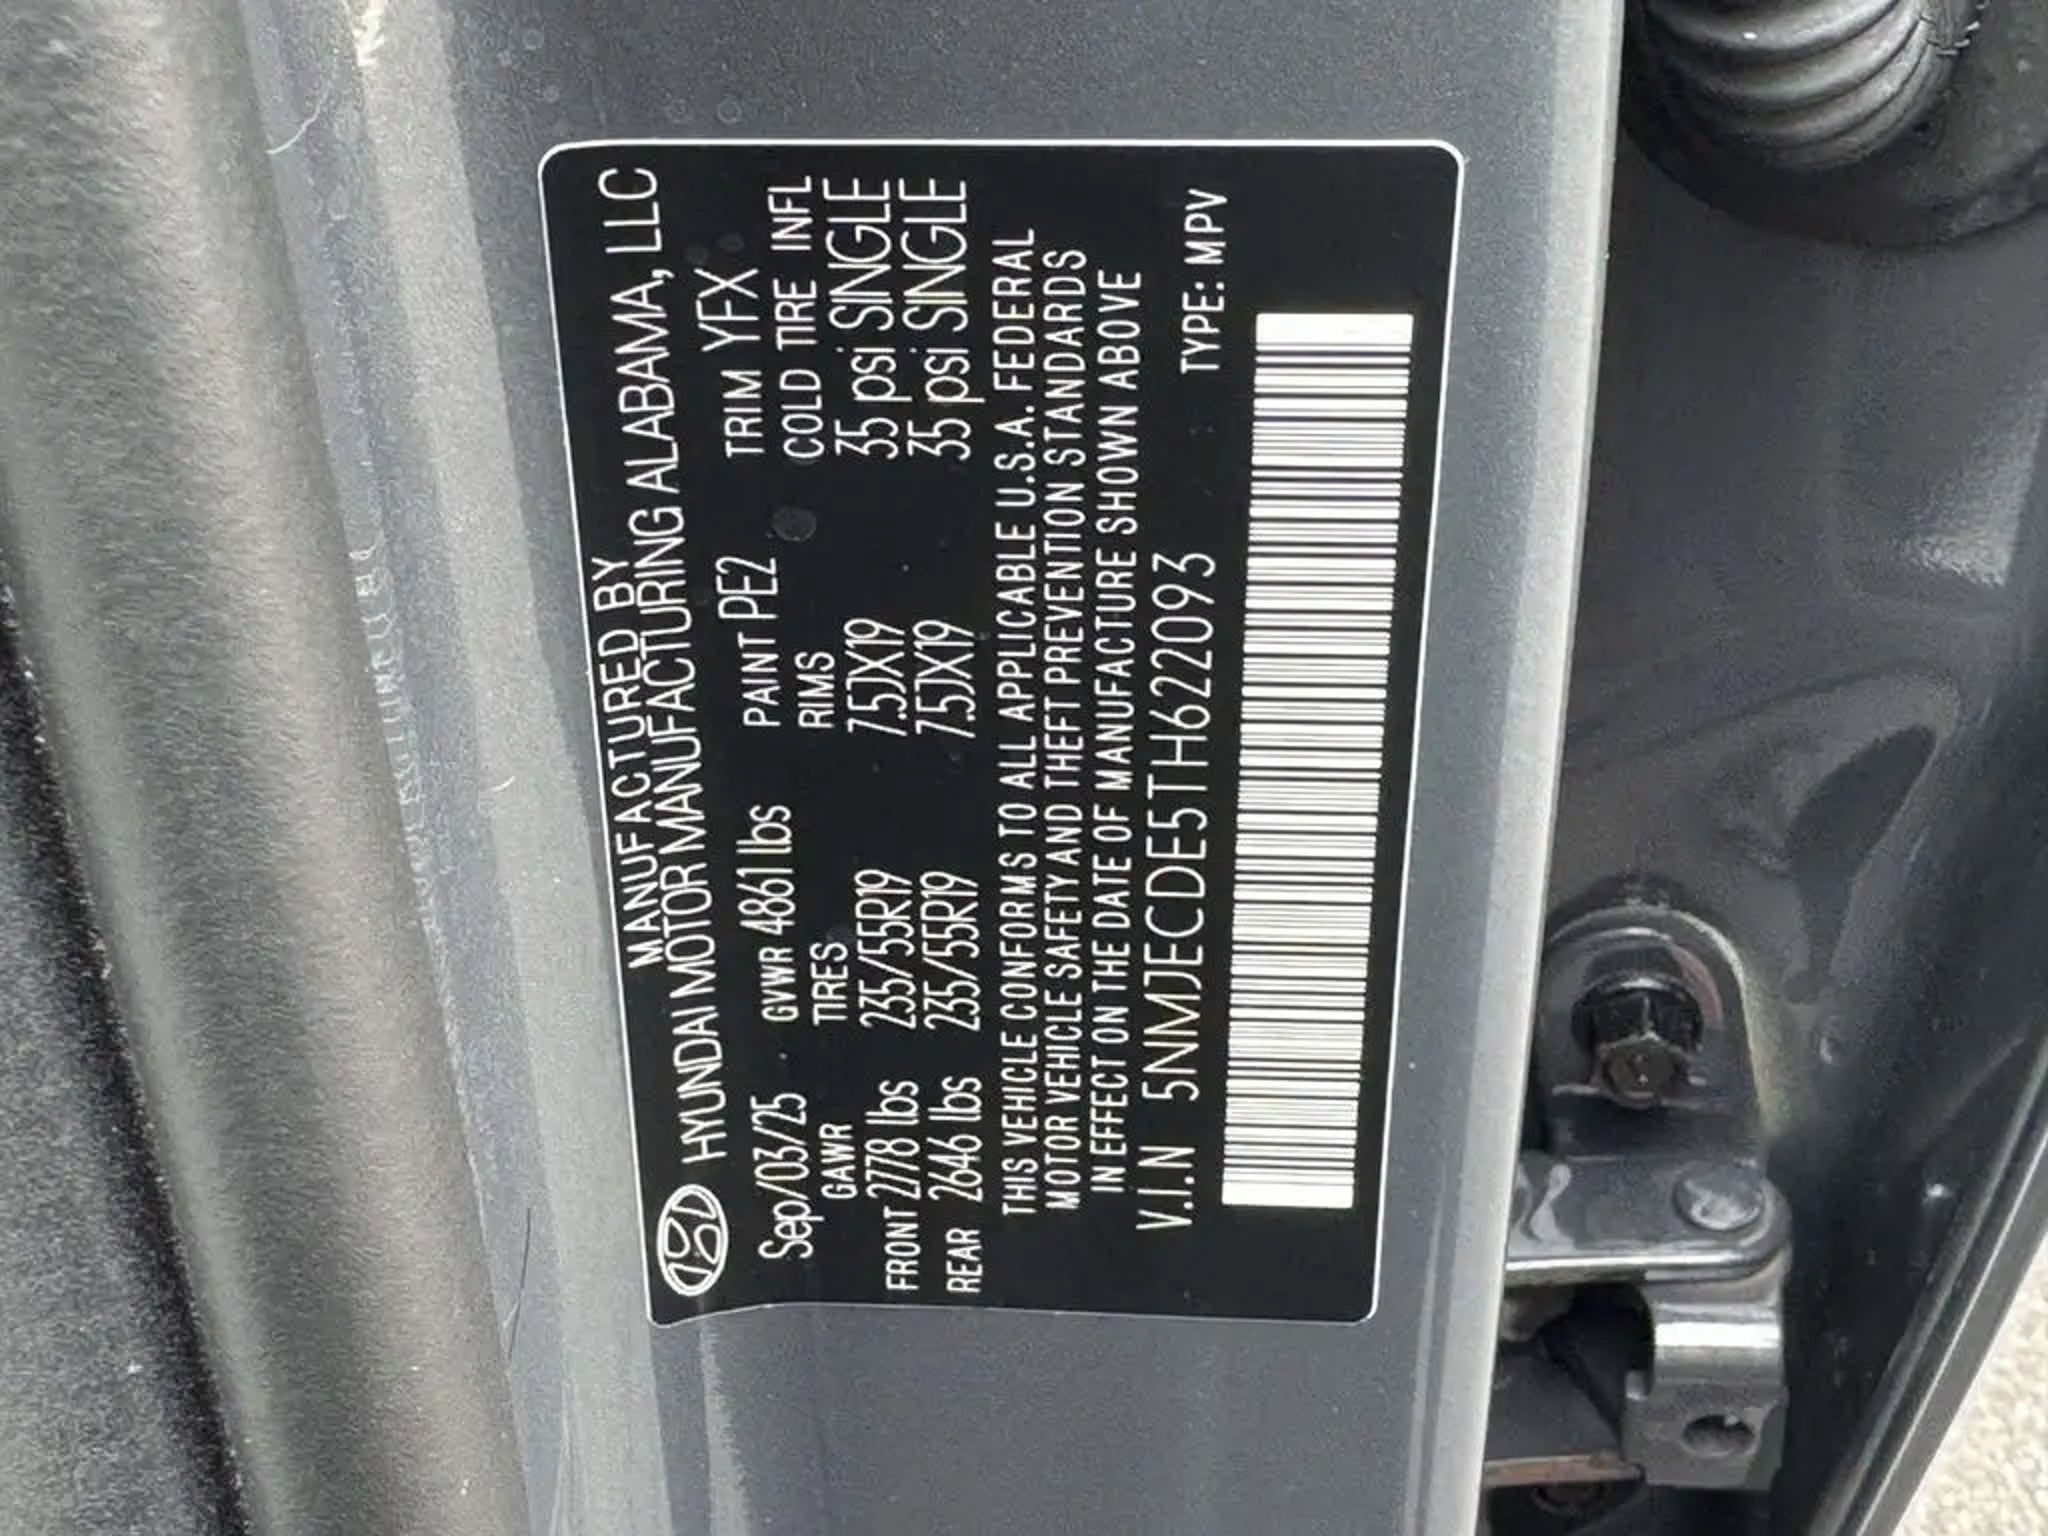 MANUFACTURED BY
HYUNDAI MOTOR MANUFACTURING ALABAMA, LLC
Sep/03/25 GVWR 4861 lbs PAINT PE2 TRIM YFX
GAWR TIRES RIMS COLD TIRE INFL
FRONT 2778 lbs 235/55R19 7.5JX19 35 psi SINGLE
REAR 2646 lbs 235/55R19 7.5JX19 35 psi SINGLE
THIS VEHICLE CONFORMS TO ALL APPLICABLE U.S.A. FEDERAL
MOTOR VEHICLE SAFETY AND THEFT PREVENTION STANDARDS
IN EFFECT ON THE DATE OF MANUFACTURE SHOWN ABOVE
V.I.N 5NMJECDE5TH622093 TYPE: MPV